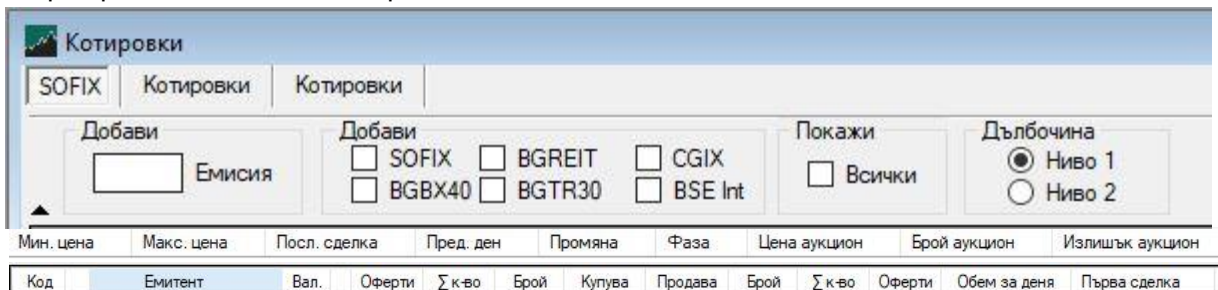 Котировки
SOFIX Котировки Котировки
Добави Добави Покажи Дълбочина
SOFIX BGREIT CGIX Ниво 1
Емисия Всички
BGBX40 BGTR30 BSE Int Ниво 2
Мин. цена Макс. цена Посл. сделка Пред. ден Промяна Фаза Цена аукцион Брой аукцион Излишък аукцион
Код Емитент Вал. Оферти Σ к-во Брой Купува Продава Брой Σ к-во Оферти Обем за деня Първа сделка